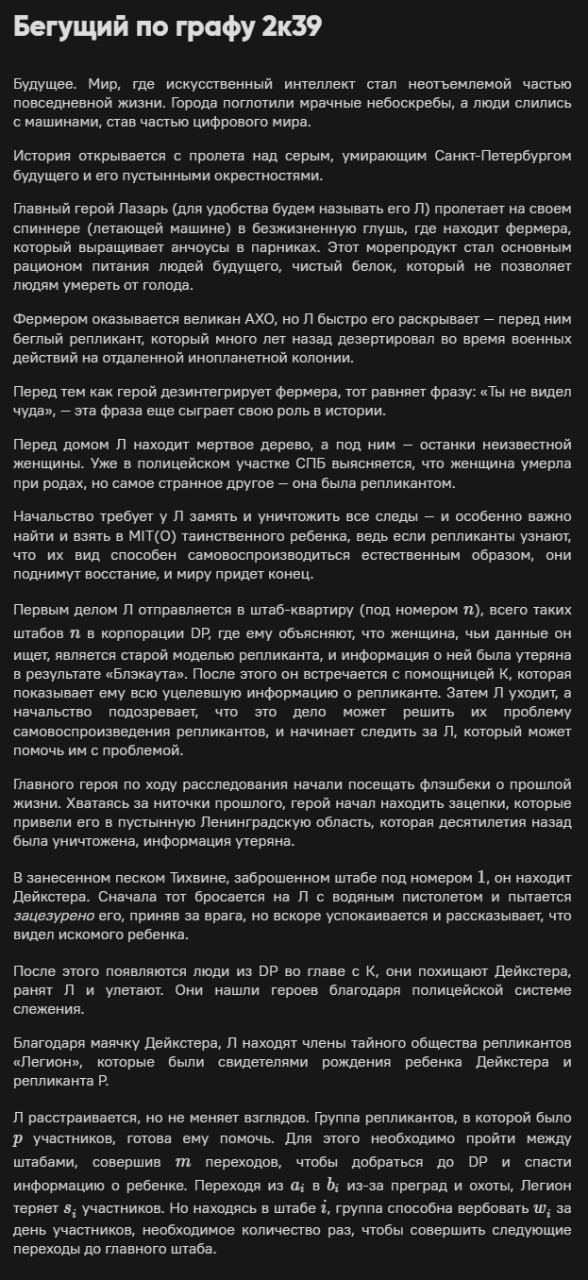 Бегущий по графу 2к39
Будущее. Мир, где искусственный интеллект стал неотъемлемой частью
повседневной жизни. Города поглотили мрачные небоскребы, а люди слились
с машинами, став частью цифрового мира.
История открывается с пролета над серым, умирающим Санкт-Петербургом
будущего и его пустынными окрестностями.
Главный герой Лазарь (для удобства будем называть его Л) пролетает на своем
спиннере (летающей машине) в безжизненную глушь, где находит фермера,
который выращивает анчоусы в парниках. Этот морепродукт стал основным
рационом питания людей будущего, чистый белок, который не позволяет
людям умереть от голода.
Фермером оказывается великан АХО, но Л быстро его раскрывает – перед ним
беглый репликант, который много лет назад дезертировал во время военных
действий на отдаленной инопланетной колонии.
Перед тем как герой дезинтегрирует фермера, тот равняет фразу: «Ты не видел
чуда», – эта фраза еще сыграет свою роль в истории.
Перед домом Л находит мертвое дерево, а под ним – останки неизвестной
женщины. Уже в полицейском участке СПБ выясняется, что женщина умерла
при родах, но самое странное другое – она была репликантом.
Начальство требует у Л замять и уничтожить все следы – и особенно важно
найти и взять в MIT(O) таинственного ребенка, ведь если репликанты узнают,
что их вид способен самовоспроизводиться естественным образом, они
поднимут восстание, и миру придет конец.
Первым делом Л отправляется в штаб-квартиру (под номером n), всего таких
штабов n в корпорации DP, где ему объясняют, что женщина, чьи данные он
ищет, является старой моделью репликанта, и информация о ней была утеряна
в результате «Блэкаута». После этого он встречается с помощницей К, которая
показывает ему всю уцелевшую информацию о репликанте. Затем Л уходит, а
начальство подозревает, что это дело может решить их проблему
самовоспроизведения репликантов, и начинает следить за Л, который может
помочь им с проблемой.
Главного героя по ходу расследования начали посещать флэшбеки о прошлой
жизни. Хватаясь за ниточки прошлого, герой начал находить зацепки, которые
привели его в пустынную Ленинградскую область, которая десятилетия назад
была уничтожена, информация утеряна.
В занесенном песком Тихвине, заброшенном штабе под номером 1, он находит
Дейкстера. Сначала тот бросается на Л с водяным пистолетом и пытается
зацезурено его, приняв за врага, но вскоре успокаивается и рассказывает, что
видел искомого ребенка.
После этого появляются люди из DP во главе с К, они похищают Дейкстера,
ранят Л и улетают. Они нашли героев благодаря полицейской системе
слежения.
Благодаря маячку Дейкстера, Л находят члены тайного общества репликантов
«Легион», которые были свидетелями рождения ребенка Дейкстера и
репликанта Р.
Л расстраивается, но не меняет взглядов. Группа репликантов, в которой было
p участников, готова ему помочь. Для этого необходимо пройти между
штабами, совершив m переходов, чтобы добраться до DP и спасти
информацию о ребенке. Переходя из a_i в b_i из-за преград и охоты, Легион
теряет s_i участников. Но находясь в штабе i, группа способна вербовать w_i за
день участников, необходимое количество раз, чтобы совершить следующие
переходы до главного штаба.